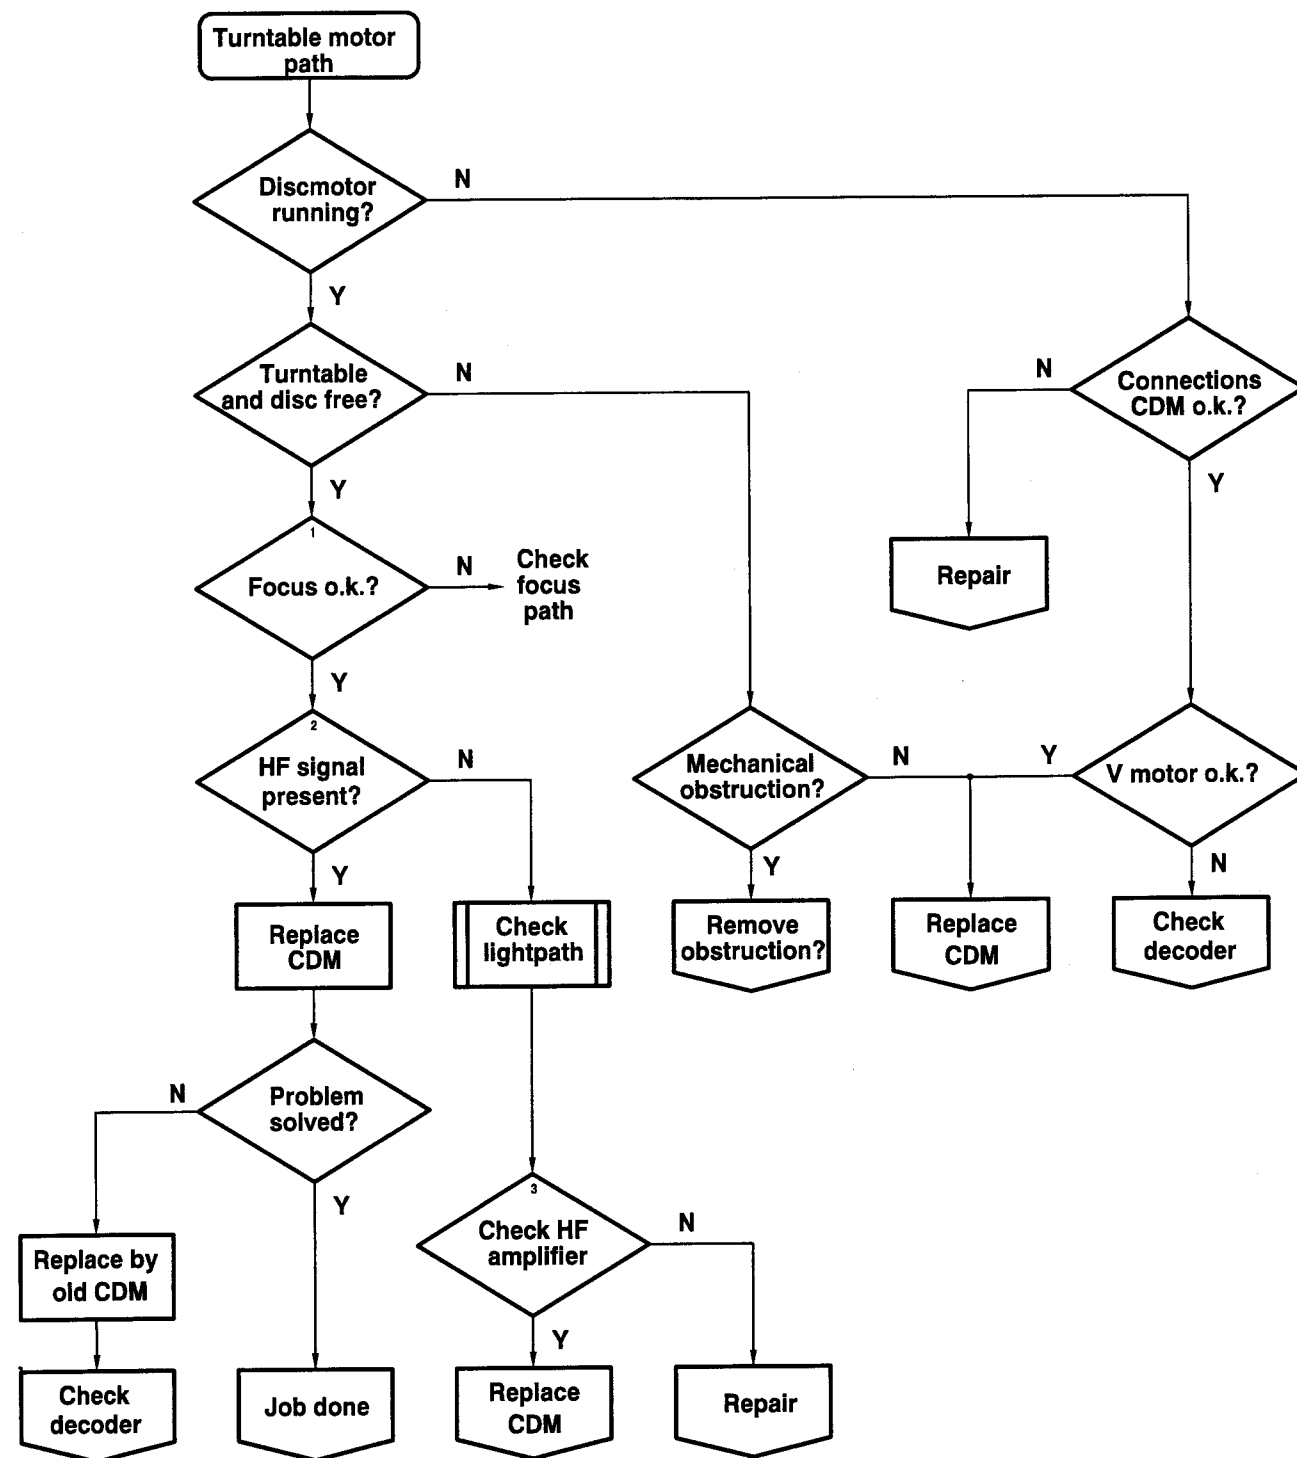 Turntable motor
path
Discmotor
running?
N
Y
Turntable
and disc free?
N
Y
N
Connections
CDM o.k.?
Y
1
Focus o.k.?
N
Check
focus
path
Y
Repair
2
HF signal
present?
N
Y
Mechanical
obstruction?
N
Y
Y
V motor o.k.?
N
Replace
CDM
Check
lightpath
Remove
obstruction?
Replace
CDM
Check
decoder
Problem
solved?
N
Y
Replace by
old CDM
3
Check HF
amplifier
N
Y
Check
decoder
Job done
Replace
CDM
Repair